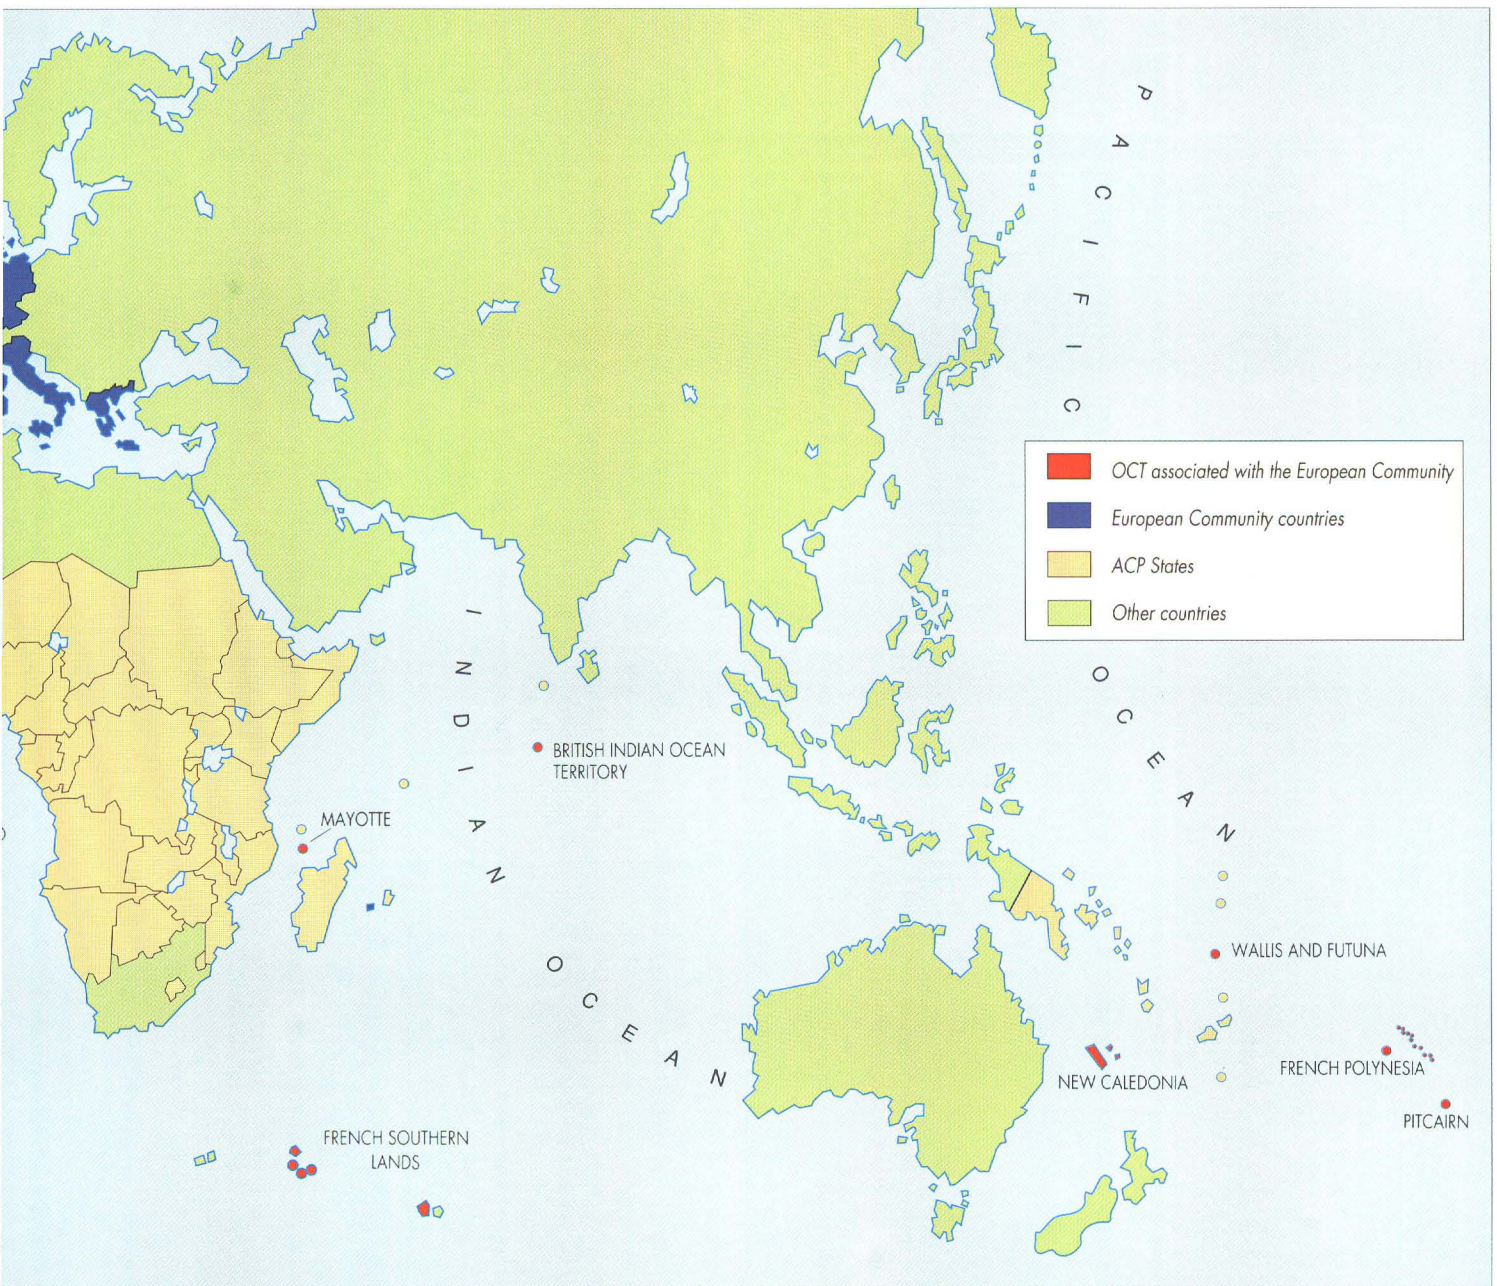 PACIFIC
OCT associated with the European Community
European Community countries
ACP States
Other countries
INDIAN
OCEAN
BRITISH INDIAN OCEAN
TERRITORY
MAYOTTE
OCEAN
WALLIS AND FUTUNA
NEW CALEDONIA
FRENCH POLYNESIA
PITCAIRN
FRENCH SOUTHERN
LANDS